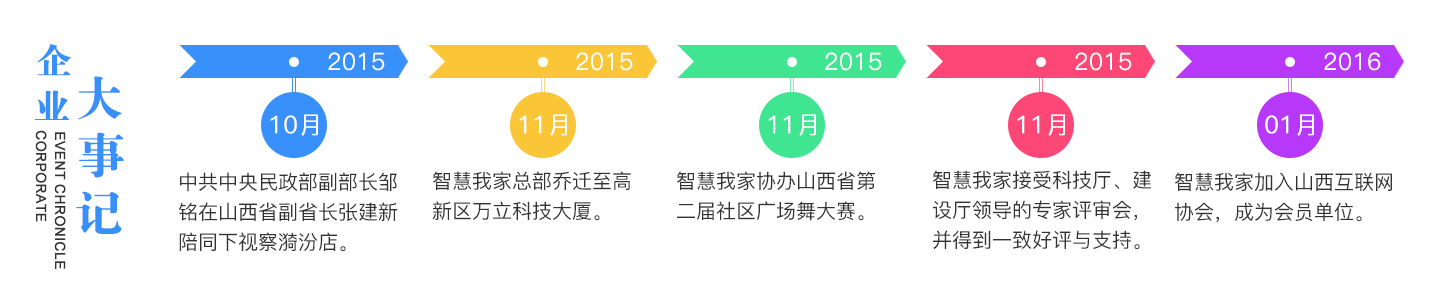 企业
大事记
EVENT CHRONICLE
CORPORATE
2015
10月
中共中央民政部副部长邹
铭在山西省副省长张建新
陪同下视察漪汾店。
2015
11月
智慧我家总部乔迁至高
新区万立科技大厦。
2015
11月
智慧我家协办山西省第
二届社区广场舞大赛。
2015
11月
智慧我家接受科技厅、建
设厅领导的专家评审会，
并得到一致好评与支持。
2016
01月
智慧我家加入山西互联网
协会，成为会员单位。